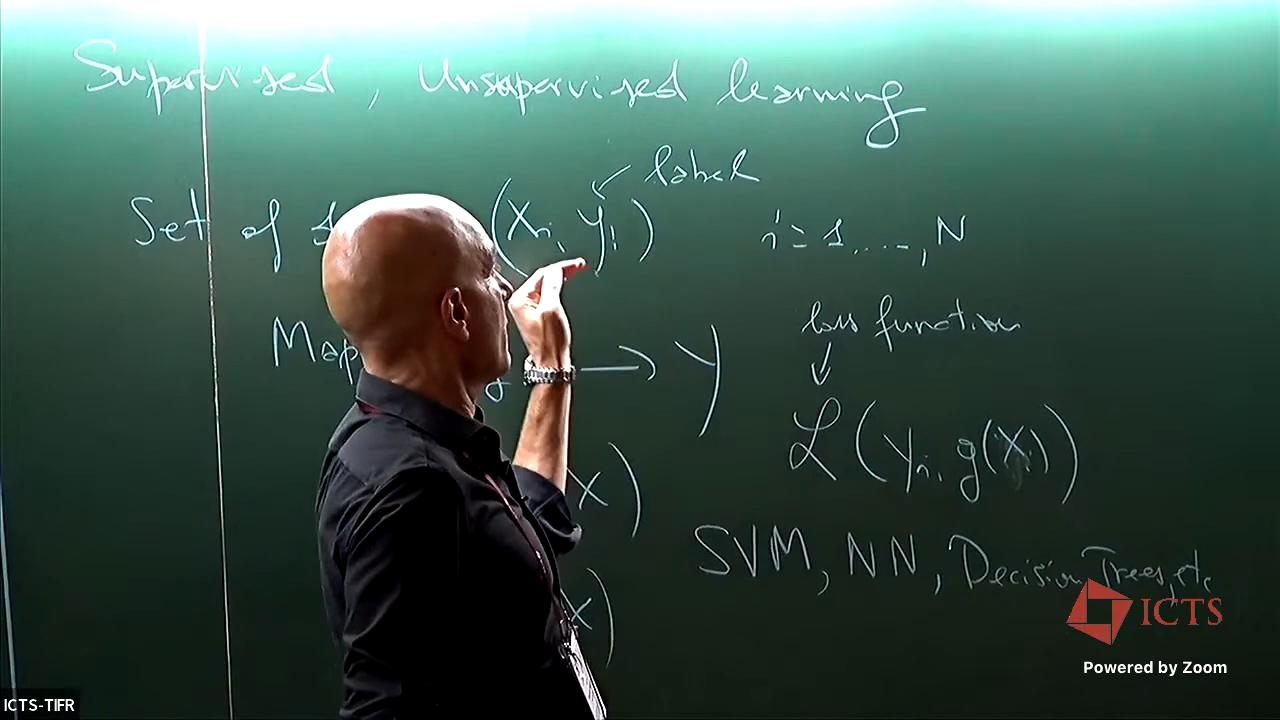 Supervised, Unsupervised learning
label
Set of (Xi, yi) i = 1, ..., N
loss function
Map → Y
L(yi, g(Xi))
X)
SVM, NN, Decision Trees, etc
X)
ICTS
Powered by Zoom
ICTS-TIFR